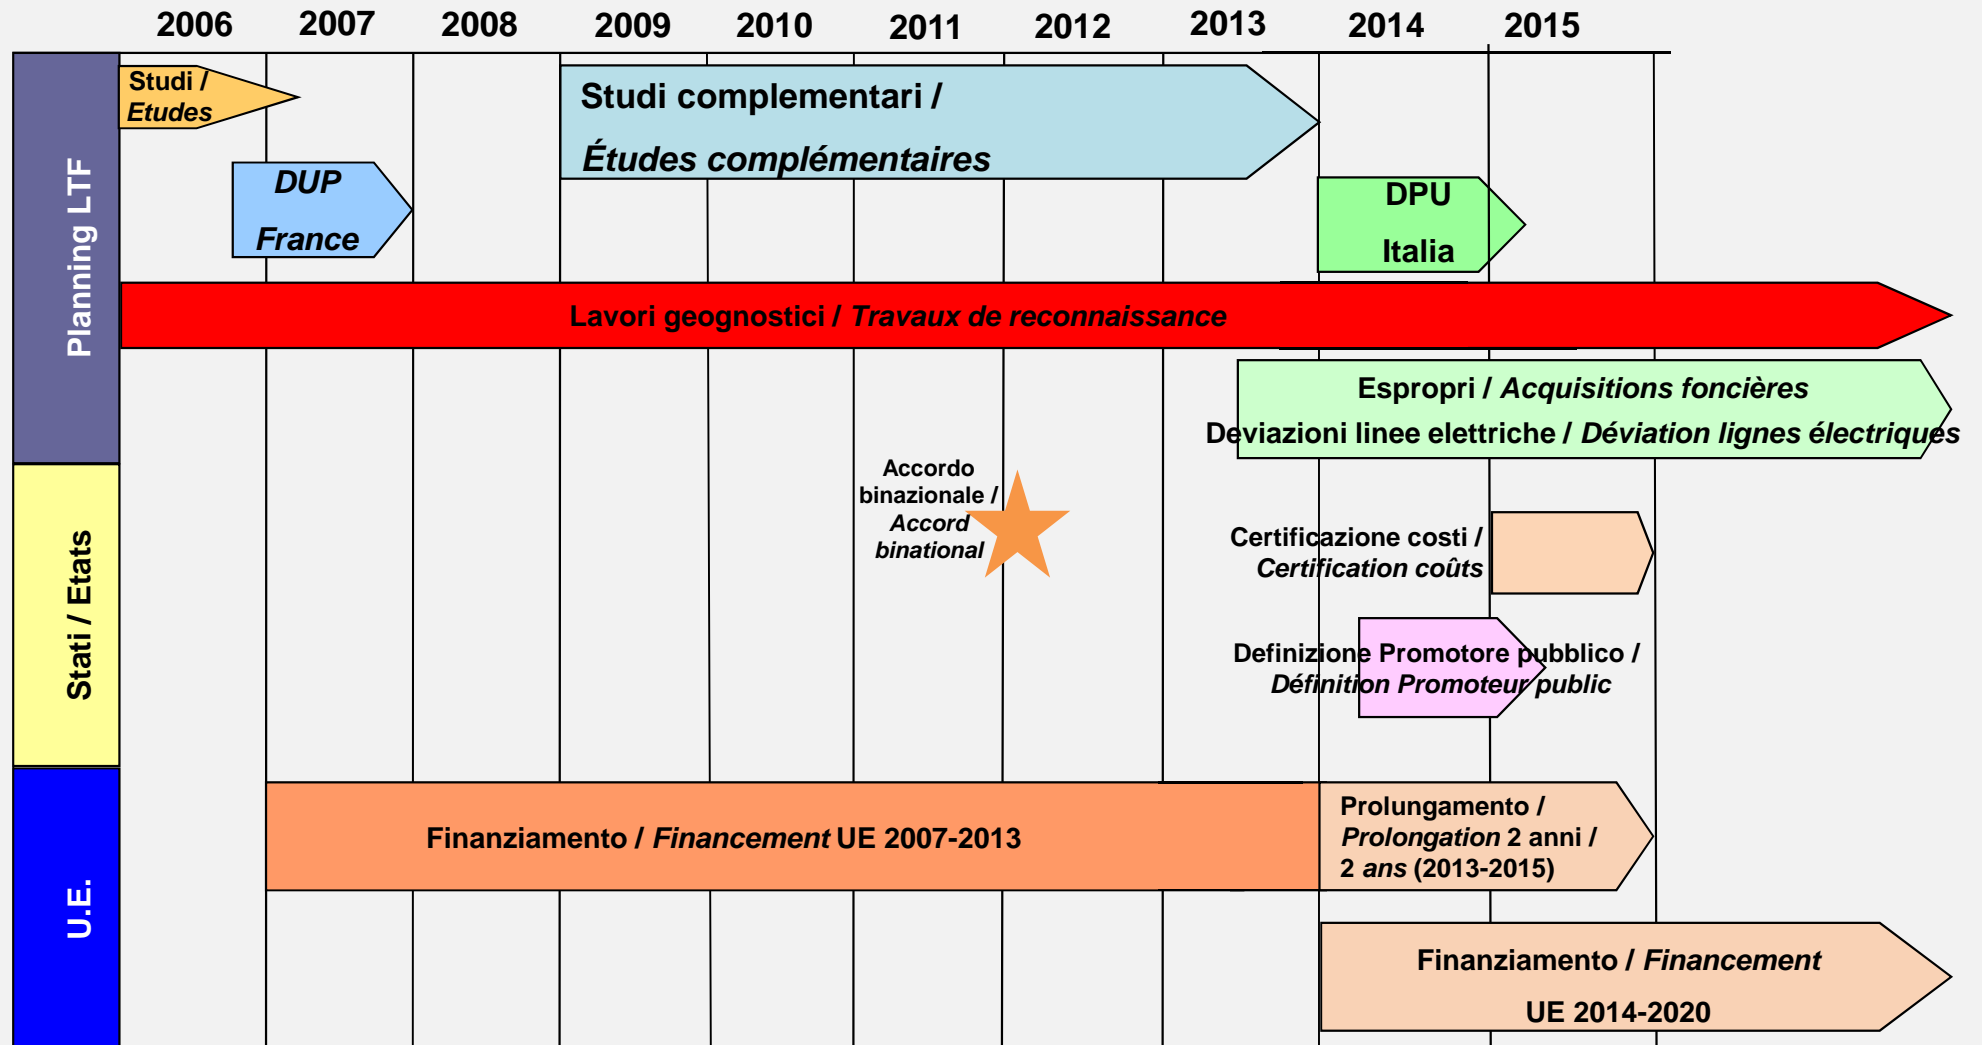 2006 2007 2008 2009 2010 2011 2012 2013 2014 2015
Planning LTF
Studi /
Etudes
Studi complementari /
Études complémentaires
DUP
France
DPU
Italia
Lavori geognostici / Travaux de reconnaissance
Espropri / Acquisitions foncières
Deviazioni linee elettriche / Déviation lignes électriques
Stati / Etats
Accordo
binazionale /
Accord
binational
Certificazione costi /
Certification coûts
Definizione Promotore pubblico /
Définition Promoteur public
U.E.
Finanziamento / Financement UE 2007-2013
Prolungamento /
Prolongation 2 anni /
2 ans (2013-2015)
Finanziamento / Financement
UE 2014-2020